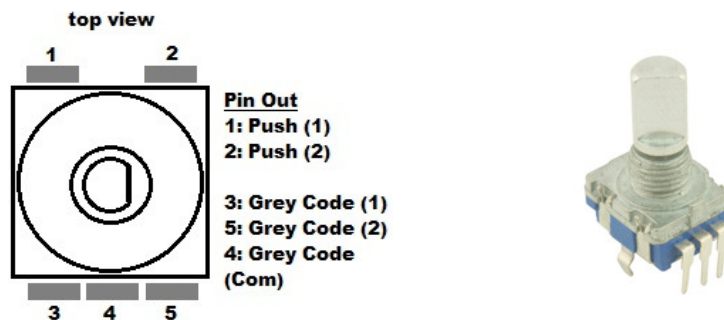 top view
1 2
Pin Out
1: Push (1)
2: Push (2)
3: Grey Code (1)
5: Grey Code (2)
4: Grey Code
(Com)
3 4 5